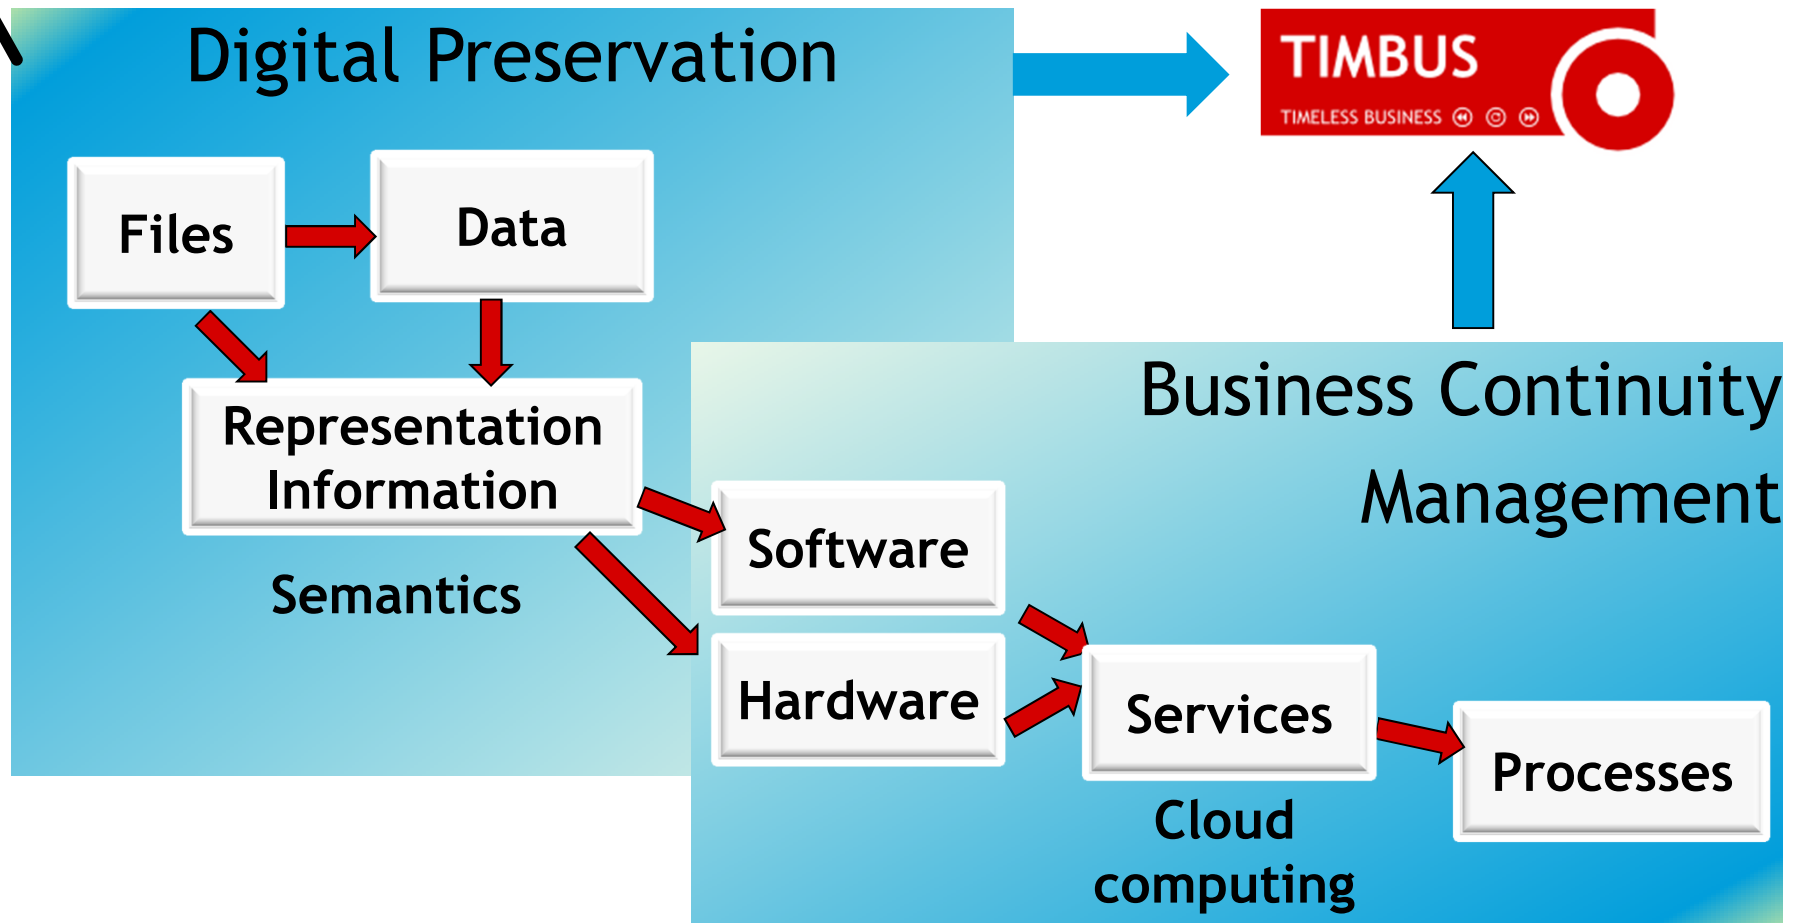 Digital Preservation
TIMBUS
TIMELESS BUSINESS
Files
Data
Representation
Information
Semantics
Business Continuity
Management
Software
Hardware
Services
Processes
Cloud
computing